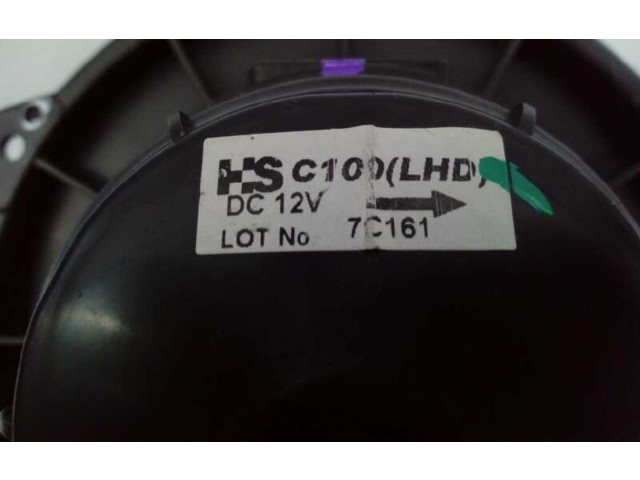 HS C100(LHD)
DC 12V
LOT No 7C161